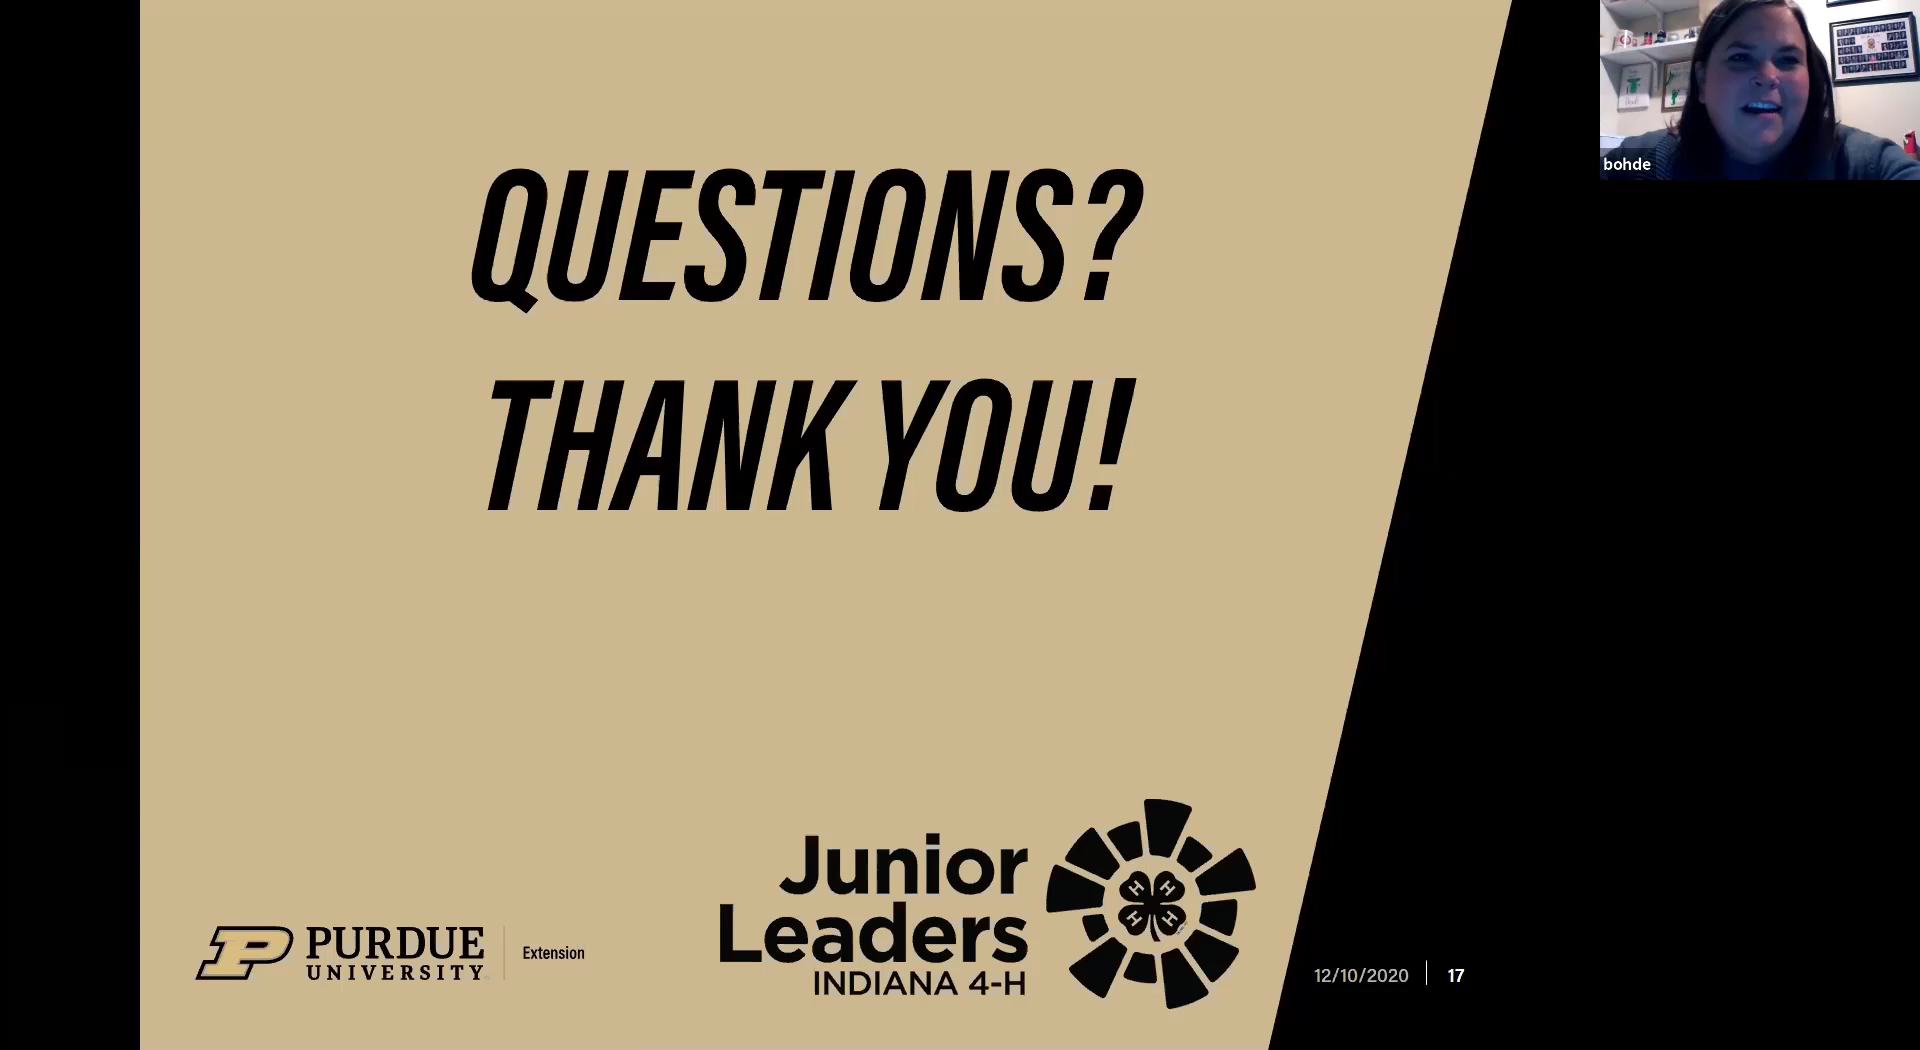 QUESTIONS?
THANK YOU!
Junior
Leaders
INDIANA 4-H
H H
H H
PURDUE
UNIVERSITY
Extension
12/10/2020 | 17
bohde